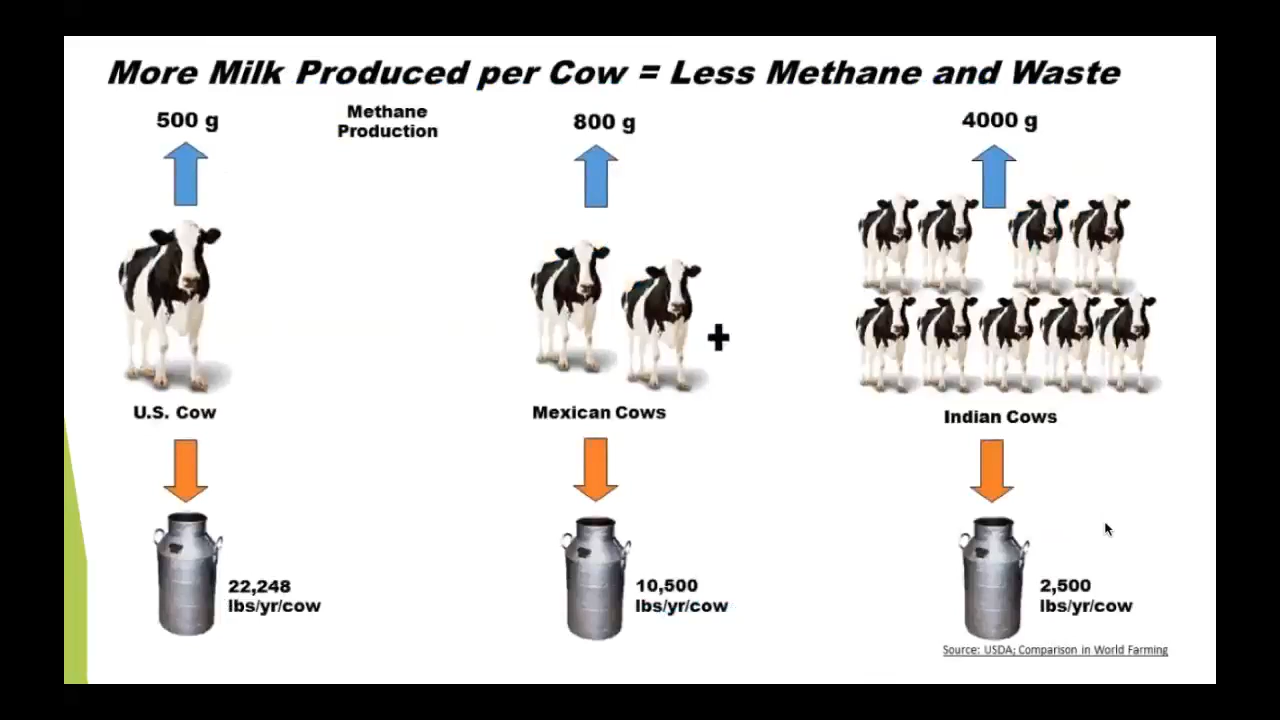 More Milk Produced per Cow = Less Methane and Waste
500 g
Methane
Production
800 g
4000 g
+
U.S. Cow
Mexican Cows
Indian Cows
22,248
lbs/yr/cow
10,500
lbs/yr/cow
2,500
lbs/yr/cow
Source: USDA; Comparison in World Farming